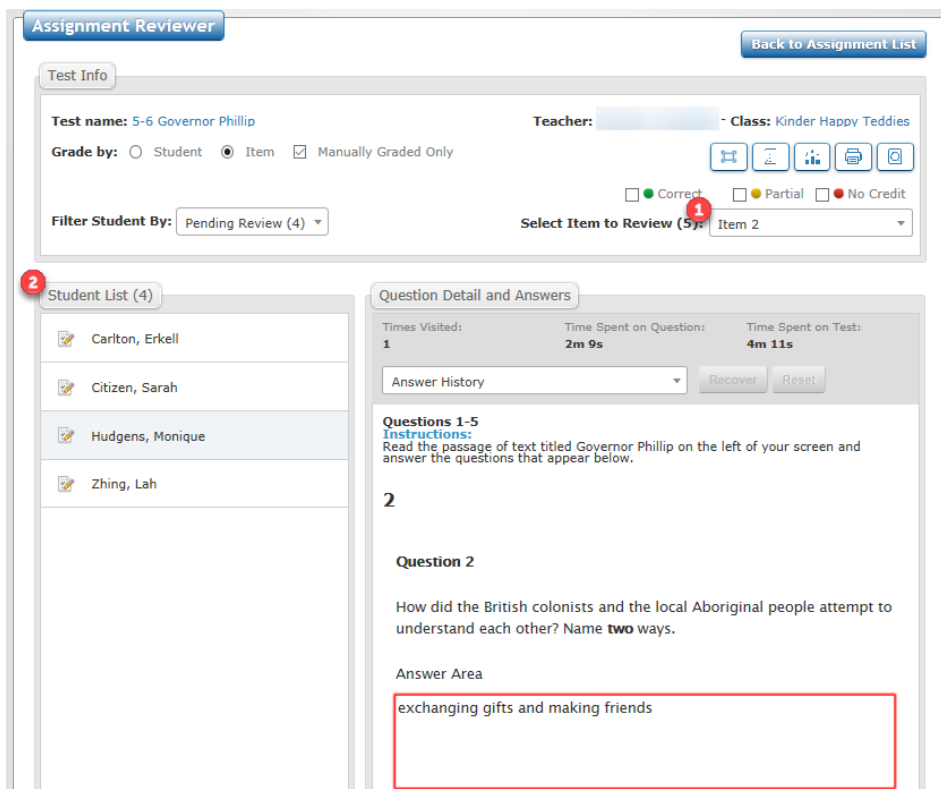 Assignment Reviewer
Back to Assignment List
Test Info
Test name: 5-6 Governor Phillip
Teacher: - Class: Kinder Happy Teddies
Grade by: Student Item Manually Graded Only
Correct Partial No Credit
1
Filter Student By: Pending Review (4)
Select Item to Review (5): Item 2
2
Student List (4)
Carlton, Erkell
Citizen, Sarah
Hudgens, Monique
Zhing, Lah
Question Detail and Answers
Times Visited: Time Spent on Question: Time Spent on Test:
1 2m 9s 4m 11s
Answer History Recover Reset
Questions 1-5
Instructions:
Read the passage of text titled Governor Phillip on the left of your screen and
answer the questions that appear below.
2
Question 2
How did the British colonists and the local Aboriginal people attempt to
understand each other? Name two ways.
Answer Area
exchanging gifts and making friends